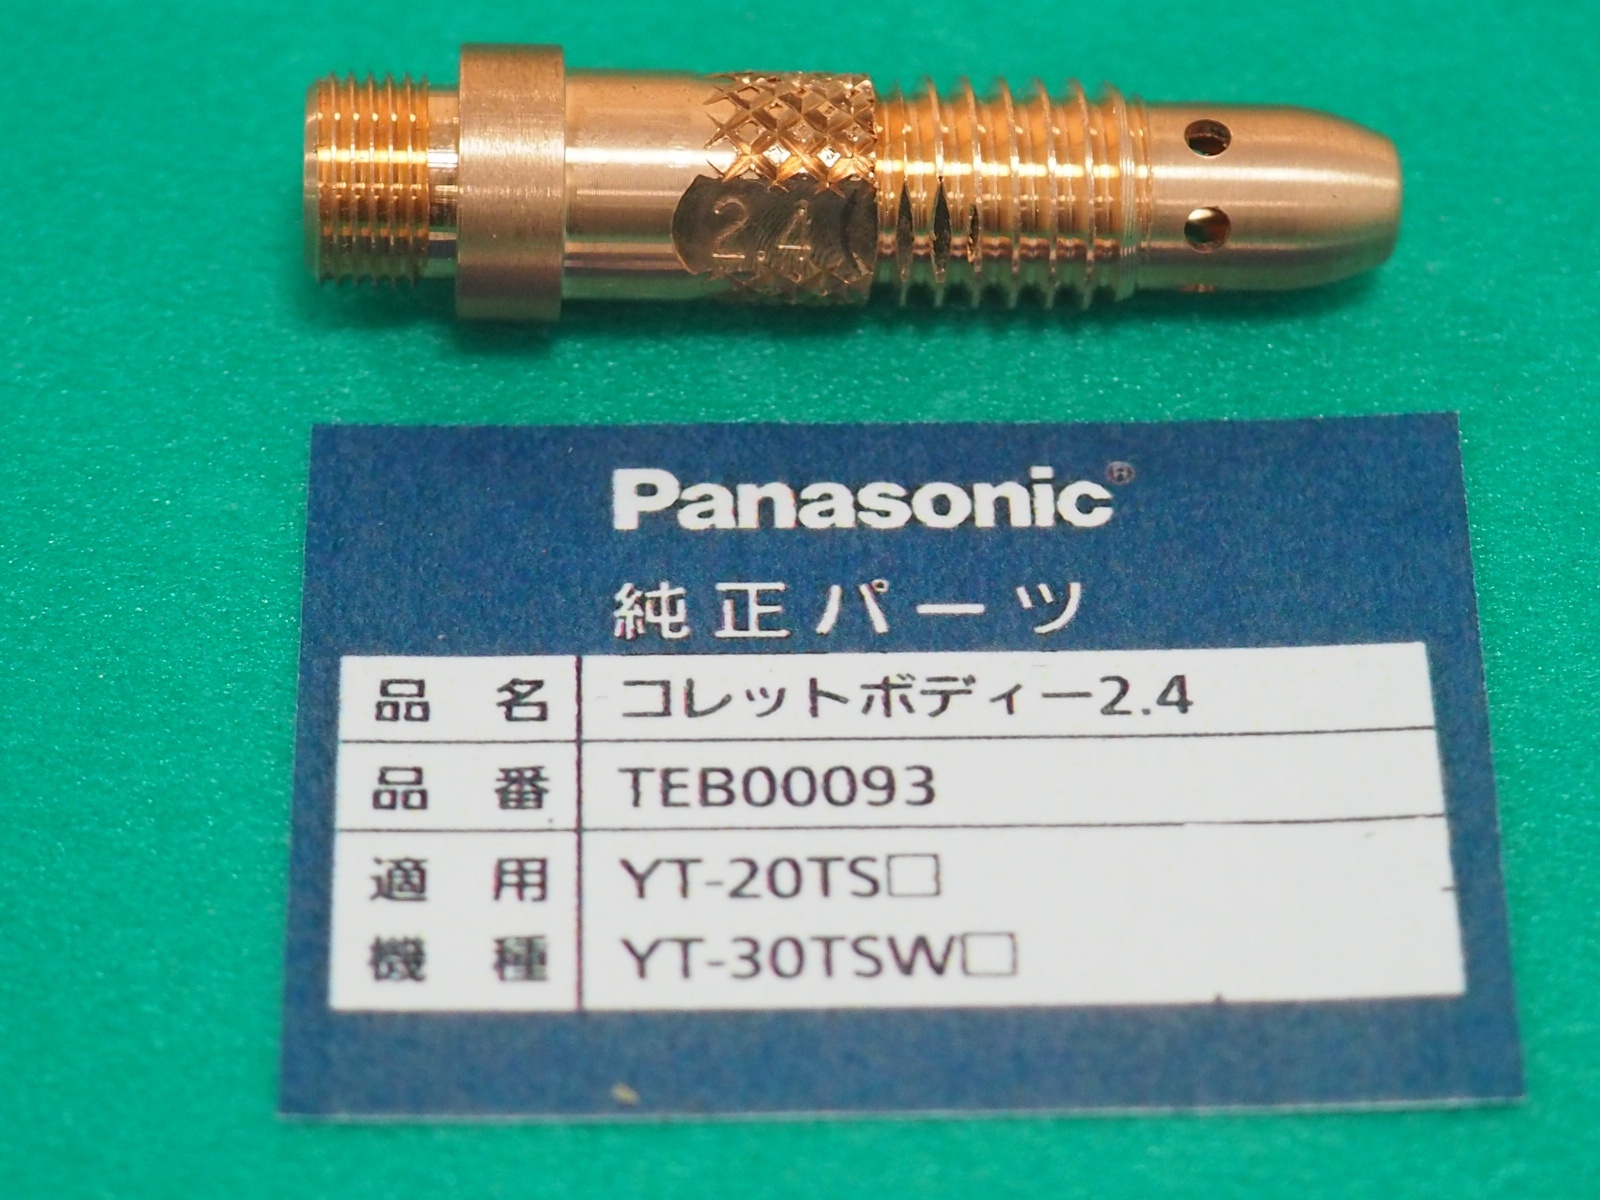 2.4
Panasonic®
純正パーツ
品名 コレットボディー2.4
品番 TEB00093
適用 YT-20TS□
機種 YT-30TSW□